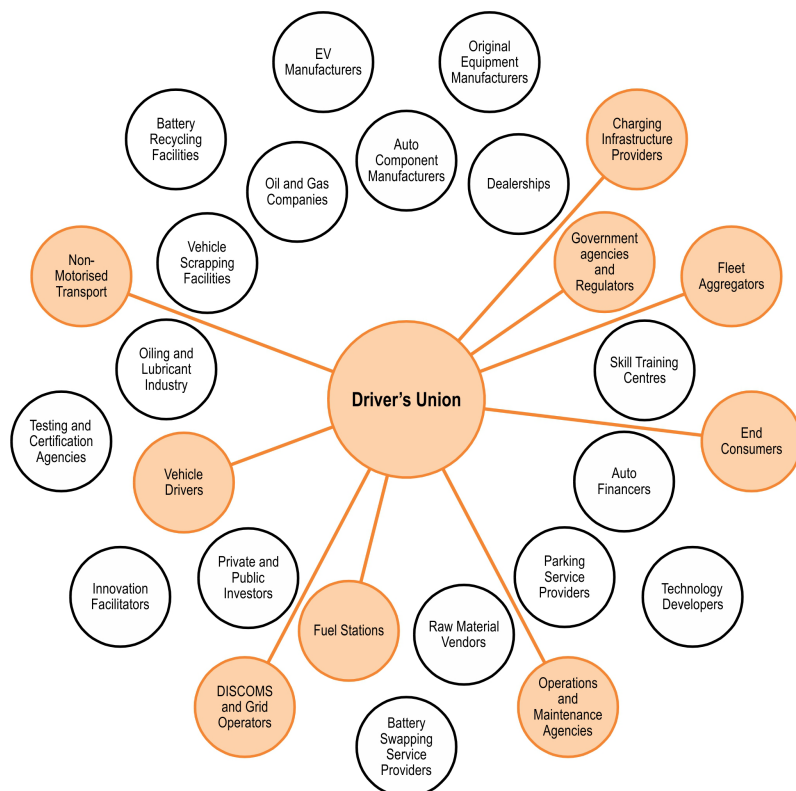 EV
Manufacturers
Original
Equipment
Manufacturers
Battery
Recycling
Facilities
Auto
Component
Manufacturers
Charging
Infrastructure
Providers
Oil and Gas
Companies
Dealerships
Non-
Motorised
Transport
Vehicle
Scrapping
Facilities
Government
agencies
and
Regulators
Fleet
Aggregators
Oiling and
Lubricant
Industry
Driver's Union
Skill Training
Centres
Testing and
Certification
Agencies
Vehicle
Drivers
Auto
Financers
End
Consumers
Innovation
Facilitators
Private and
Public
Investors
Fuel Stations
Raw Material
Vendors
Parking
Service
Providers
Technology
Developers
DISCOMS
and Grid
Operators
Battery
Swapping
Service
Providers
Operations
and
Maintenance
Agencies